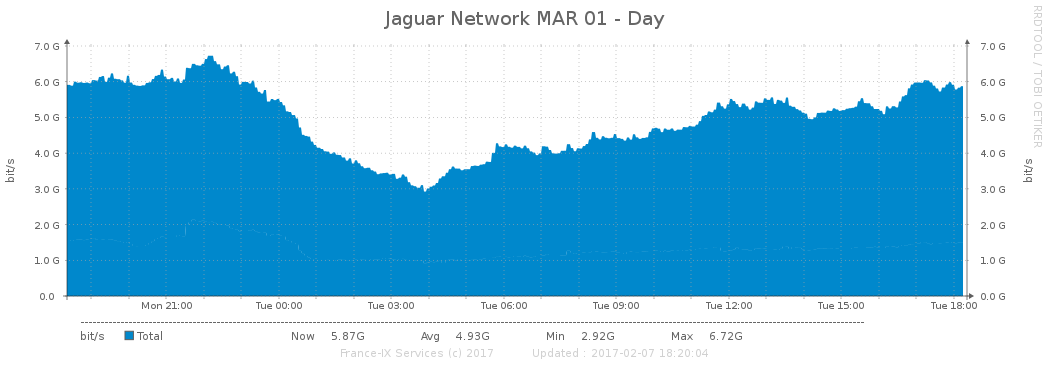 Jaguar Network MAR 01 - Day
RRDTOOL / TOBI OETIKER
bit/s
7.0 G 7.0 G
6.0 G 6.0 G
5.0 G 5.0 G
4.0 G 4.0 G
3.0 G 3.0 G
2.0 G 2.0 G
1.0 G 1.0 G
0.0 0.0 G
bit/s
Mon 21:00 Tue 00:00 Tue 03:00 Tue 06:00 Tue 09:00 Tue 12:00 Tue 15:00 Tue 18:00
bit/s Total Now 5.87G Avg 4.93G Min 2.92G Max 6.72G
France-IX Services (c) 2017 Updated : 2017-02-07 18:20:04